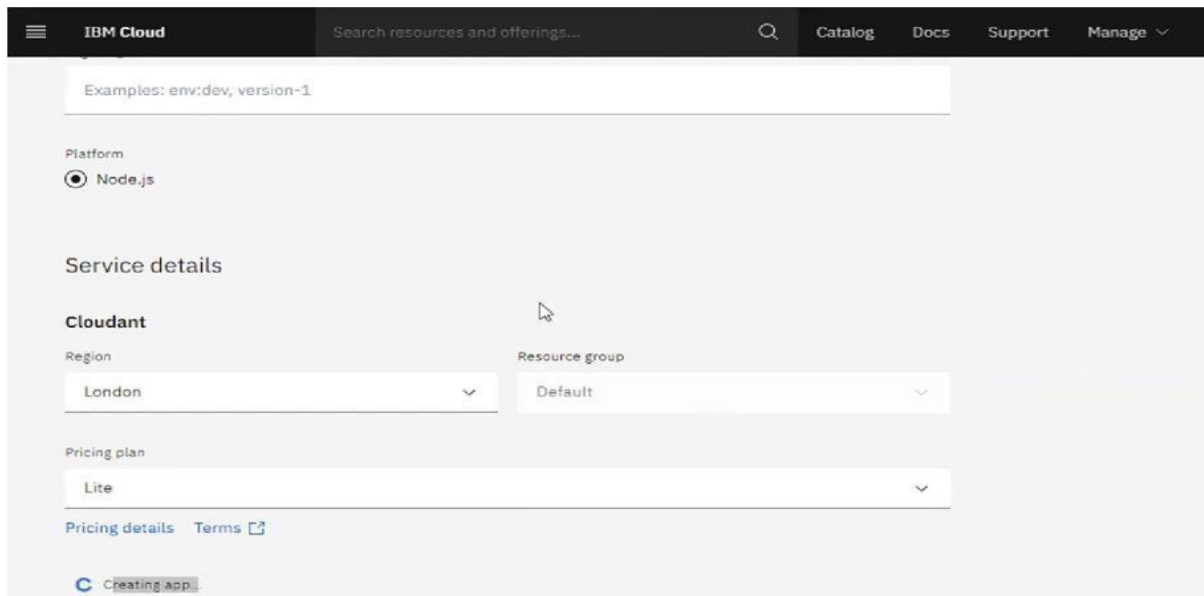 IBM Cloud Search resources and offerings... Catalog Docs Support Manage
Examples: env:dev, version-1
Platform
Node.js
Service details
Cloudant
Region Resource group
London Default
Pricing plan
Lite
Pricing details Terms
Creating app...